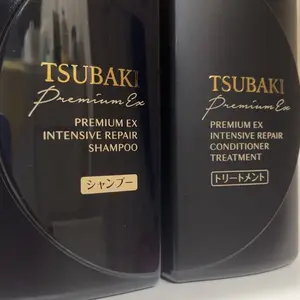 TSUBAKI
Premium Ex
PREMIUM EX
INTENSIVE REPAIR
SHAMPOO
シャンプー
TSUBAKI
Premium Ex
PREMIUM EX
INTENSIVE REPAIR
CONDITIONER
TREATMENT
トリートメント